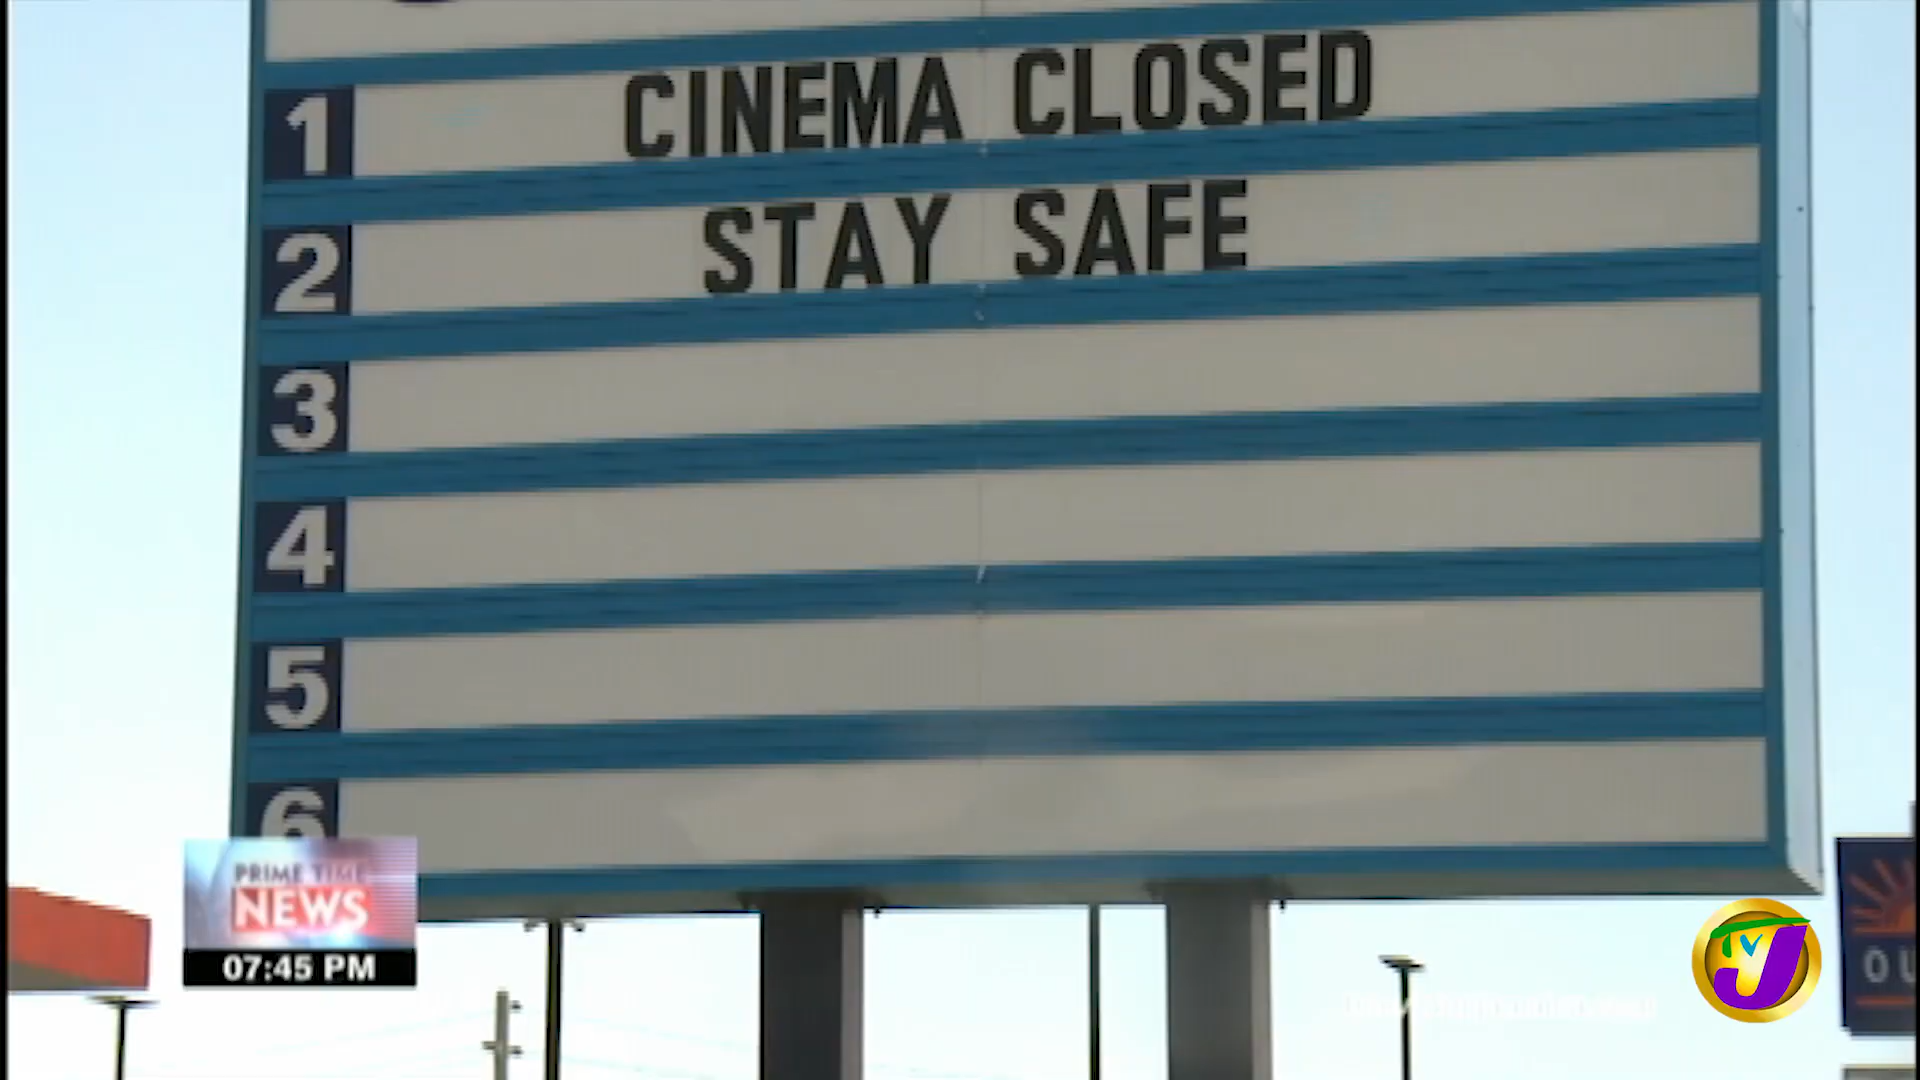 1 CINEMA CLOSED
2 STAY SAFE
3
4
5
6
PRIME TIME
NEWS
07:45 PM
TVJ